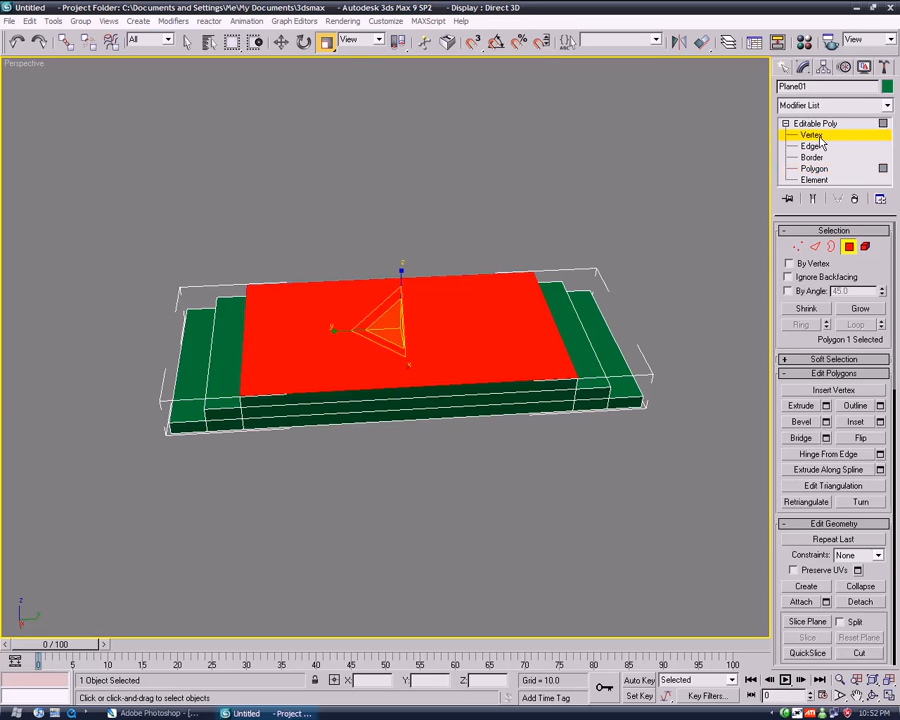 Untitled - Project Folder: C:\Documents and Settings\Me\My Documents\3dsmax - Autodesk 3ds Max 9 SP2 - Display : Direct 3D
File Edit Tools Group Views Create Modifiers reactor Animation Graph Editors Rendering Customize MAXScript Help
All View View
Perspective
Plane01
Modifier List
Editable Poly
Vertex
Edge
Border
Polygon
Element
Selection
By Vertex
Ignore Backfacing
By Angle: 45.0
Shrink Grow
Ring Loop
Polygon 1 Selected
Soft Selection
Edit Polygons
Insert Vertex
Extrude Outline
Bevel Inset
Bridge Flip
Hinge From Edge
Extrude Along Spline
Edit Triangulation
Retriangulate Turn
Edit Geometry
Repeat Last
Constraints: None
Preserve UVs
Create Collapse
Attach Detach
Slice Plane Split
Slice Reset Plane
QuickSlice Cut
z
y
x
z
y
x
0 / 100
0 5 10 15 20 25 30 35 40 45 50 55 60 65 70 75 80 85 90 95 100
1 Object Selected X: Y: Z: Grid = 10.0 Auto Key Selected
Click or click-and-drag to select objects Add Time Tag Set Key Key Filters... 0
start Adobe Photoshop - [... Untitled - Project ... 10:52 PM